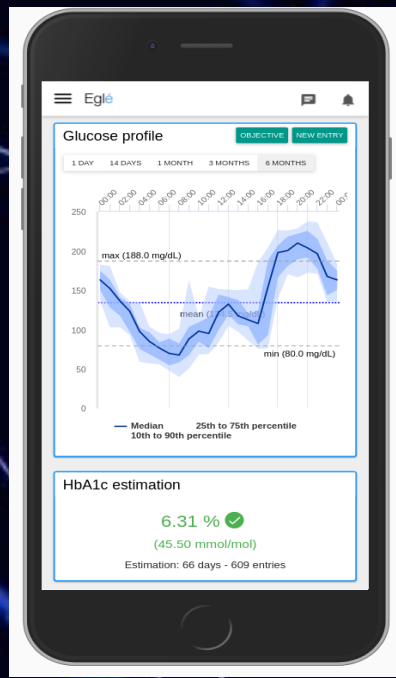 Eglé
Glucose profile
OBJECTIVE
NEW ENTRY
1 DAY 14 DAYS 1 MONTH 3 MONTHS 6 MONTHS
00:00 02:00 04:00 06:00 08:00 10:00 12:00 14:00 16:00 18:00 20:00 22:00 00:0
250
200
max (188.0 mg/dL)
150
mean (
mg/dl)
100
min (80.0 mg/dL)
50
0
Median 25th to 75th percentile
10th to 90th percentile
HbA1c estimation
6.31 %
(45.50 mmol/mol)
Estimation: 66 days - 609 entries